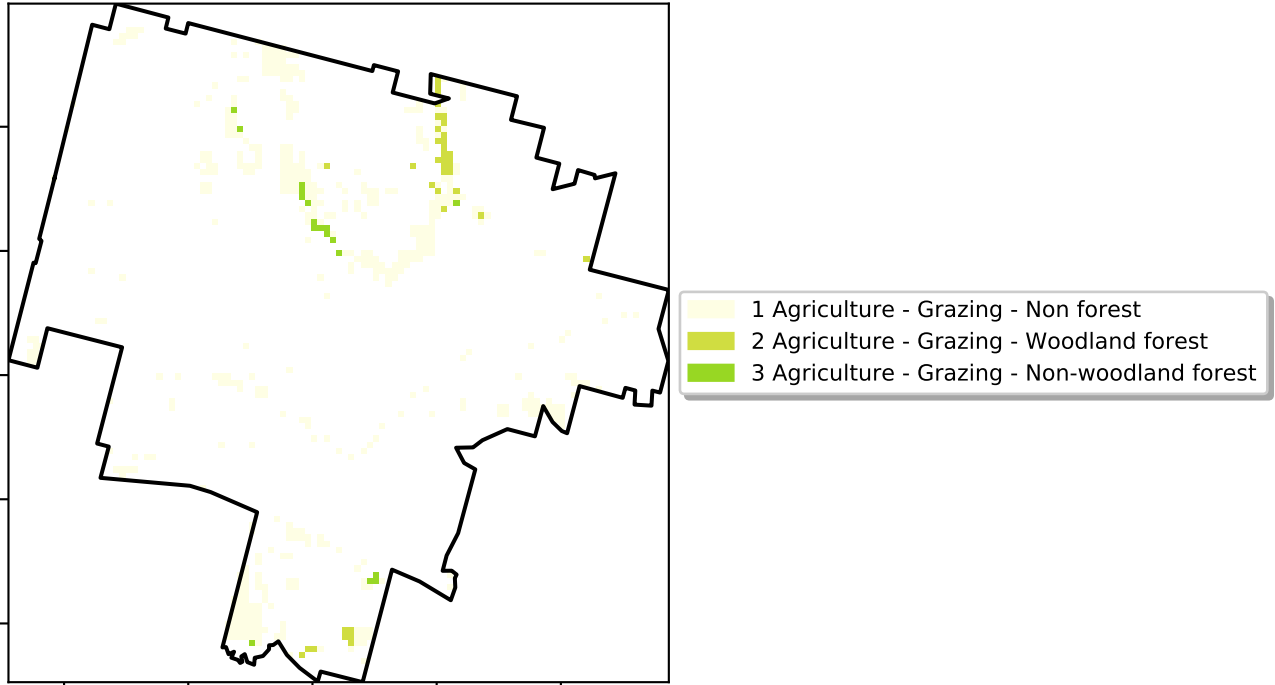 1 Agriculture - Grazing - Non forest
2 Agriculture - Grazing - Woodland forest
3 Agriculture - Grazing - Non-woodland forest